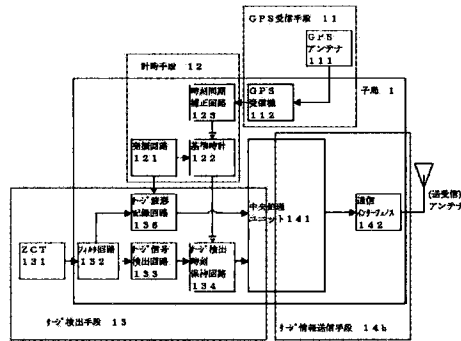 GPS受信手段 11
GPS
アンテナ
111
計時手段 12
子局 1
時刻同期
補正回路
123
GPS
受信機
112
発振回路
121
基準時計
122
(送受信)
アンテナ
サージ波形
記録回路
136
中央処理
ユニット141
通信
インターフェイス
142
ZCT
131
フィルタ回路
132
サージ信号
検出回路
133
サージ検出
時刻
保持回路
134
サージ検出手段 13
サージ情報送信手段 14b